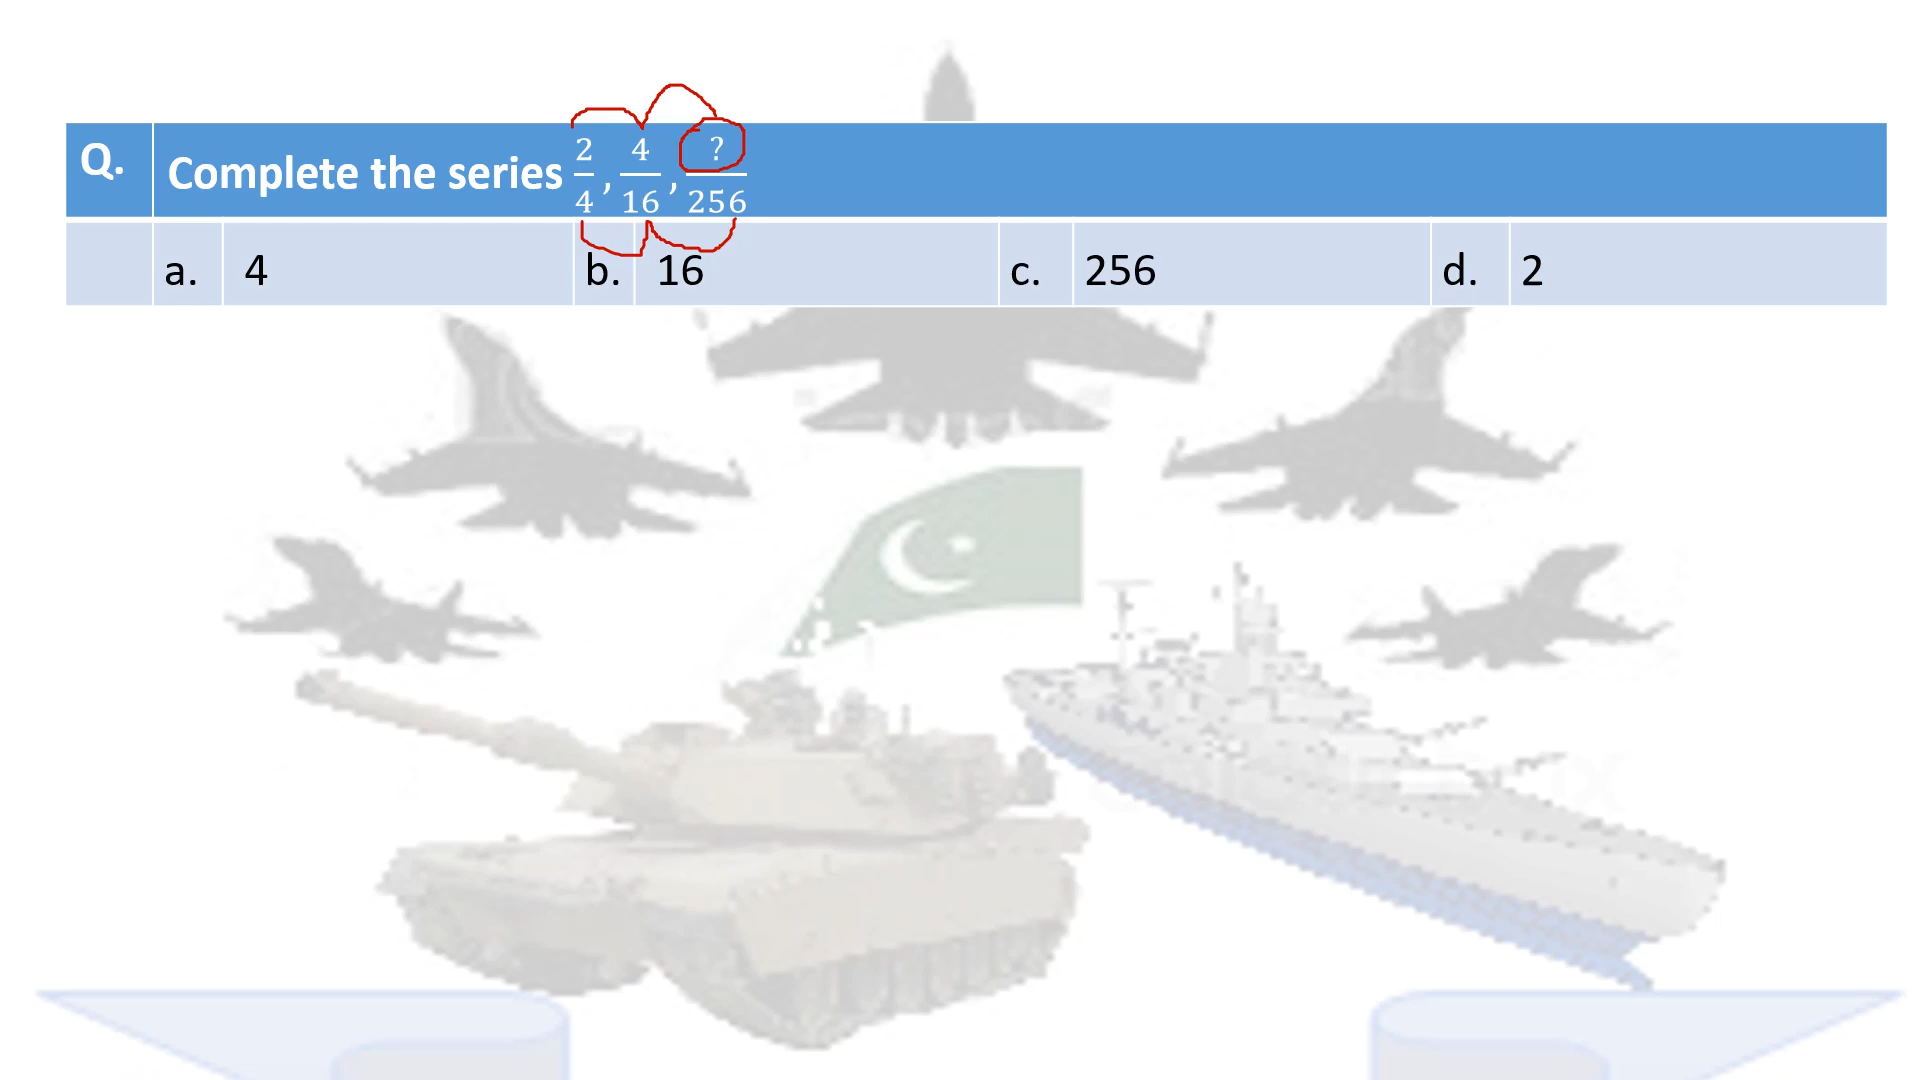 Q. Complete the series 2/4, 4/16, ?/256
a. 4 b. 16 c. 256 d. 2